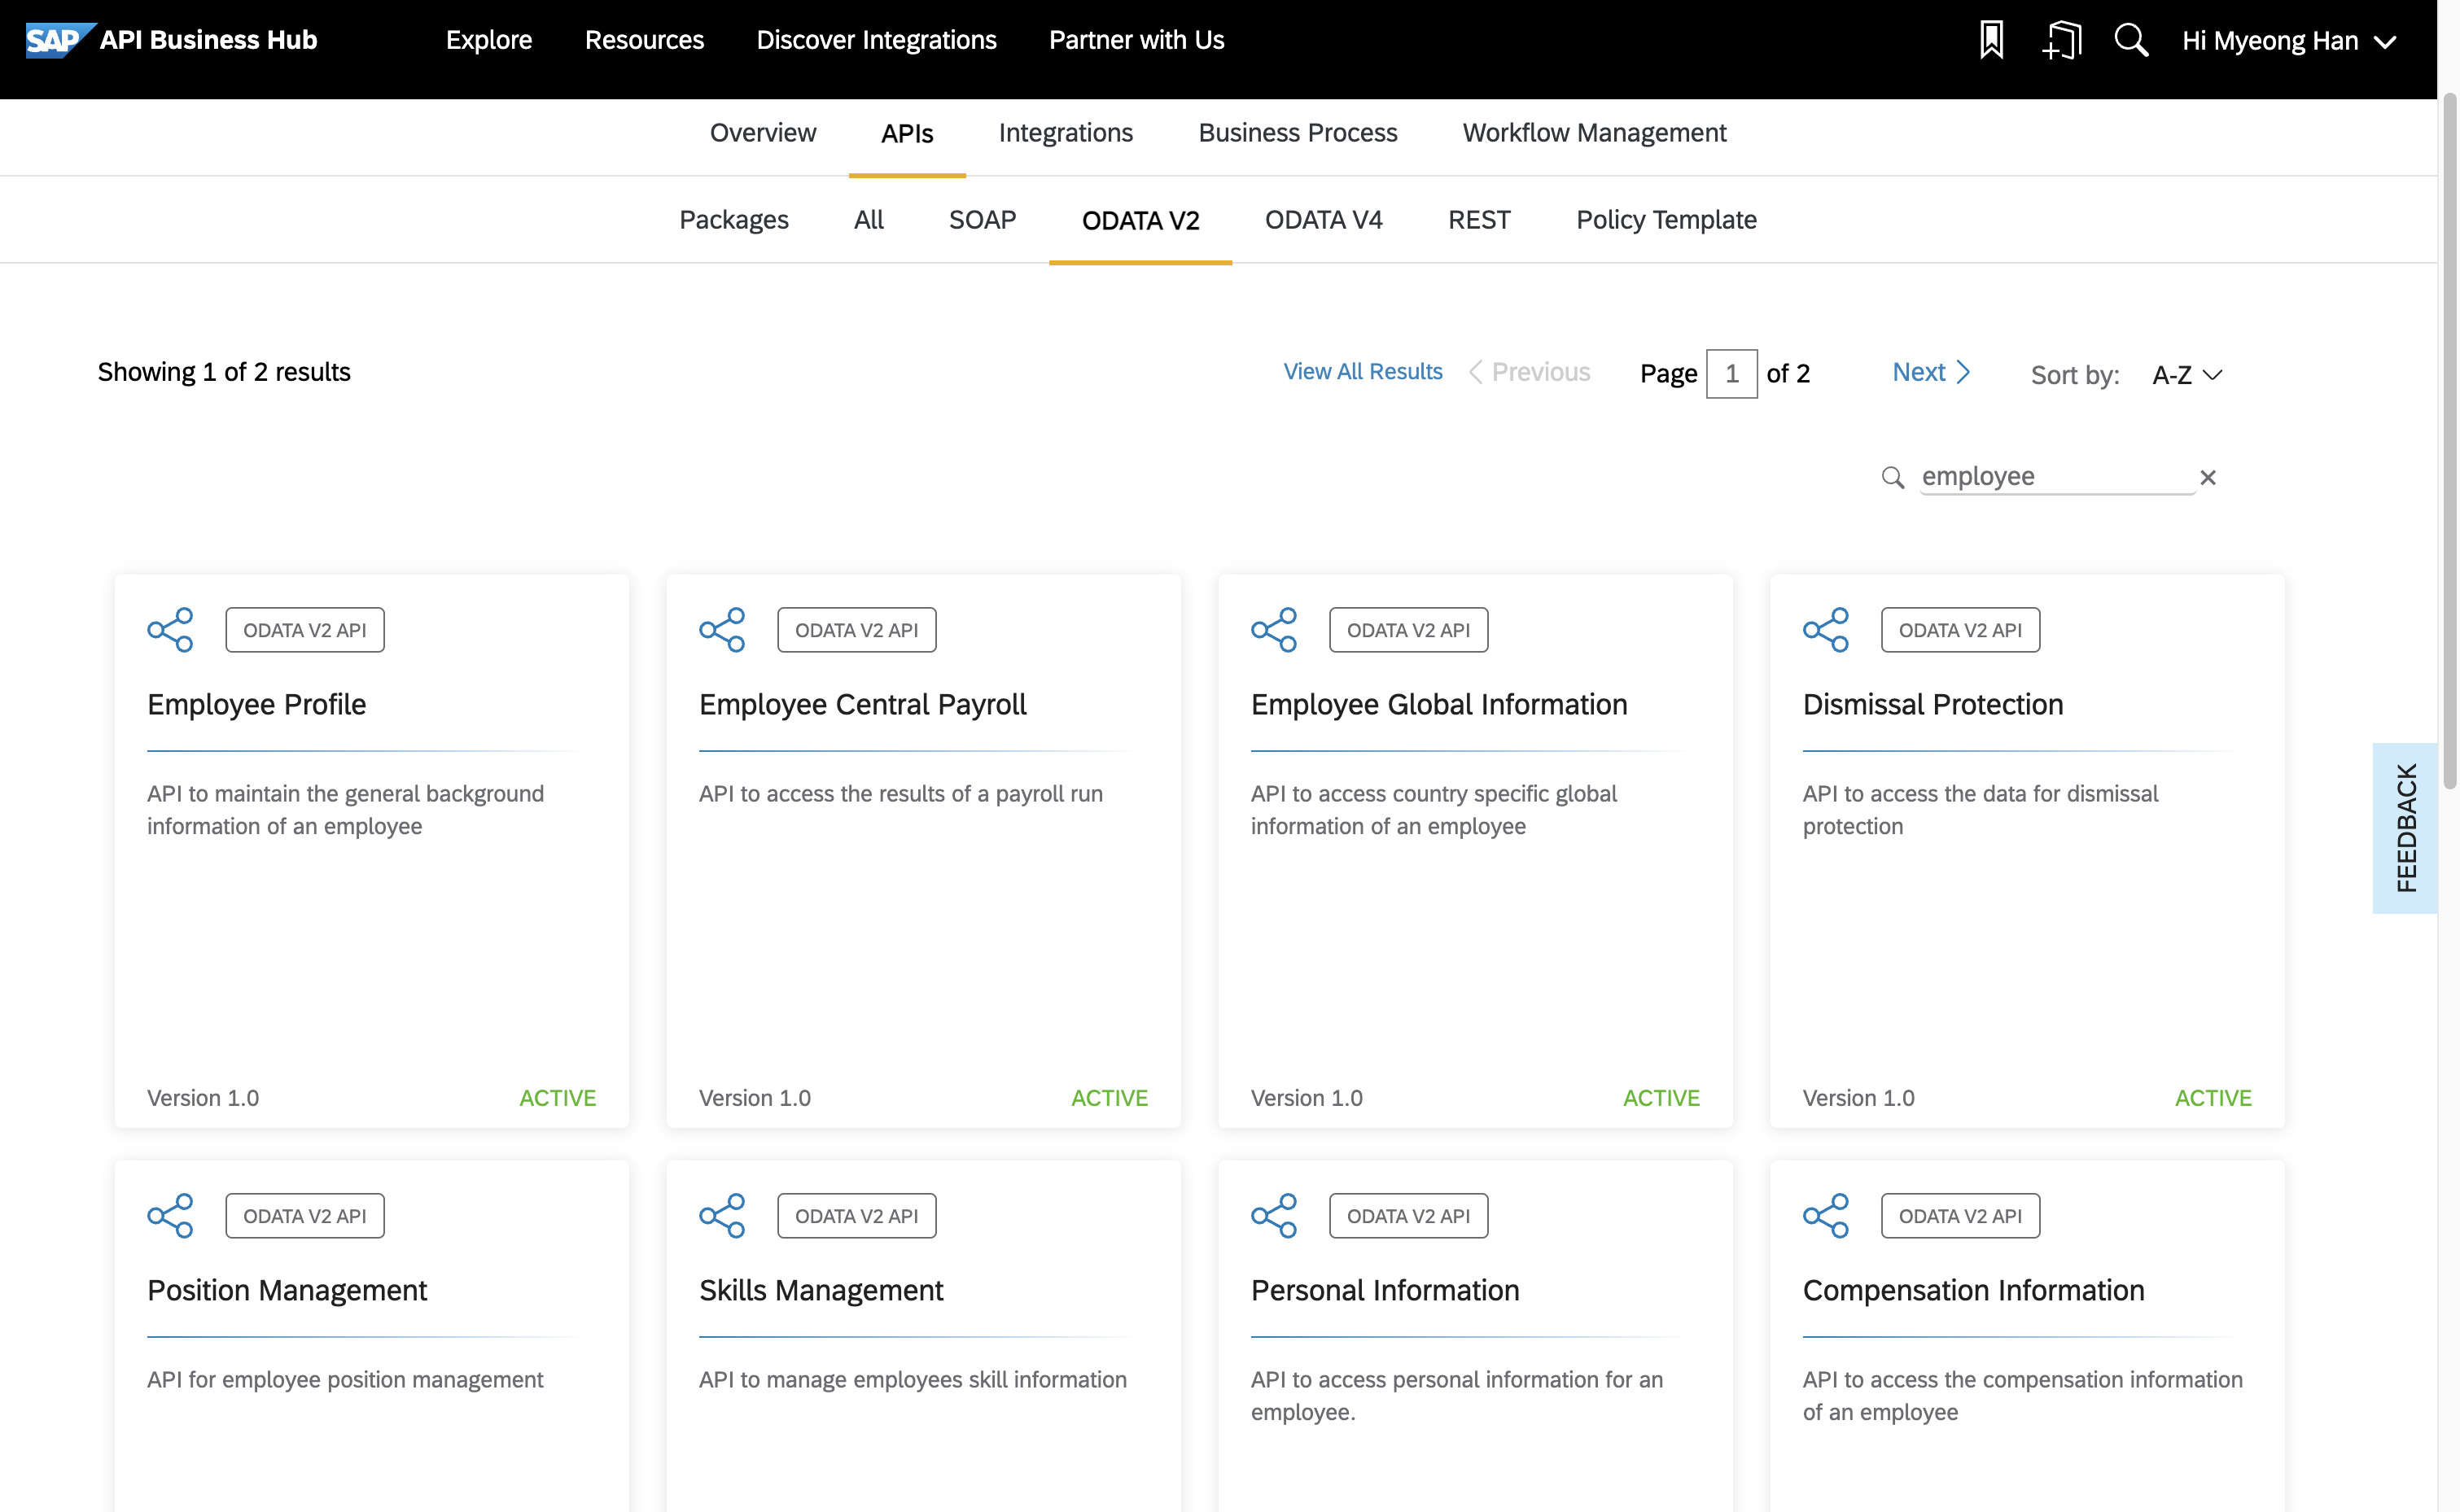 SAP API Business Hub Explore Resources Discover Integrations Partner with Us Hi Myeong Han
Overview APIs Integrations Business Process Workflow Management
Packages All SOAP ODATA V2 ODATA V4 REST Policy Template
Showing 1 of 2 results View All Results Previous Page 1 of 2 Next Sort by: A-Z
employee
ODATA V2 API
Employee Profile
API to maintain the general background
information of an employee
Version 1.0 ACTIVE
ODATA V2 API
Employee Central Payroll
API to access the results of a payroll run
Version 1.0 ACTIVE
ODATA V2 API
Employee Global Information
API to access country specific global
information of an employee
Version 1.0 ACTIVE
ODATA V2 API
Dismissal Protection
API to access the data for dismissal
protection
Version 1.0 ACTIVE
FEEDBACK
ODATA V2 API
Position Management
API for employee position management
ODATA V2 API
Skills Management
API to manage employees skill information
ODATA V2 API
Personal Information
API to access personal information for an
employee.
ODATA V2 API
Compensation Information
API to access the compensation information
of an employee